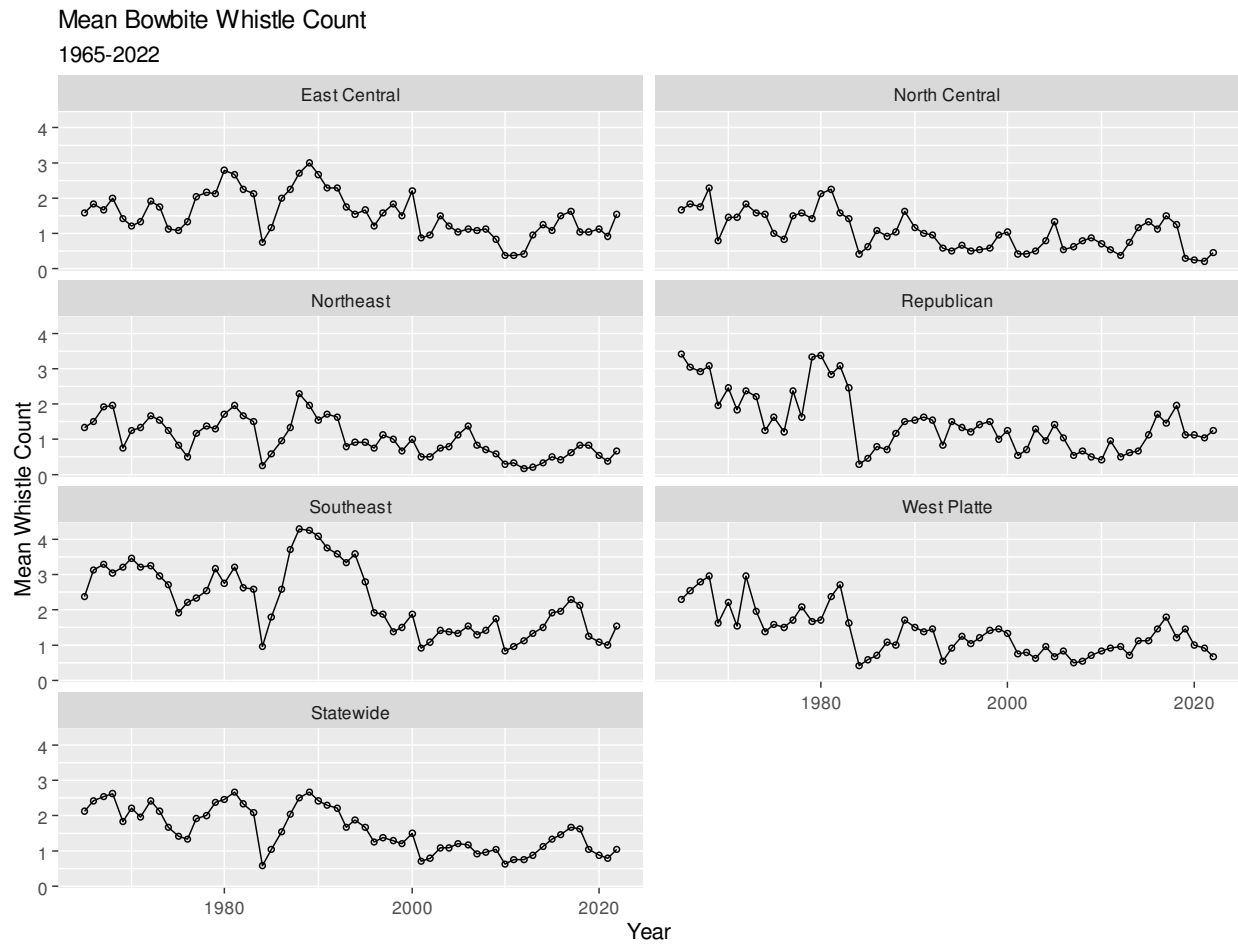 Mean Bowbite Whistle Count
1965-2022
East Central
North Central
4
3
2
1
0
Northeast
Republican
4
3
2
1
0
Southeast
West Platte
4
3
2
1
0
1980
2000
2020
Statewide
4
3
2
1
0
1980
2000
2020
Year
Mean Whistle Count